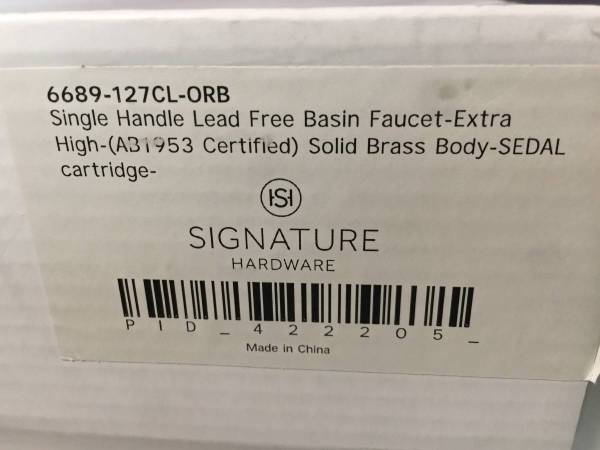 6689-127CL-ORB
Single Handle Lead Free Basin Faucet-Extra
High-(AB1953 Certified) Solid Brass Body-SEDAL
cartridge-
SIGNATURE
HARDWARE
PID_422205_
Made in China